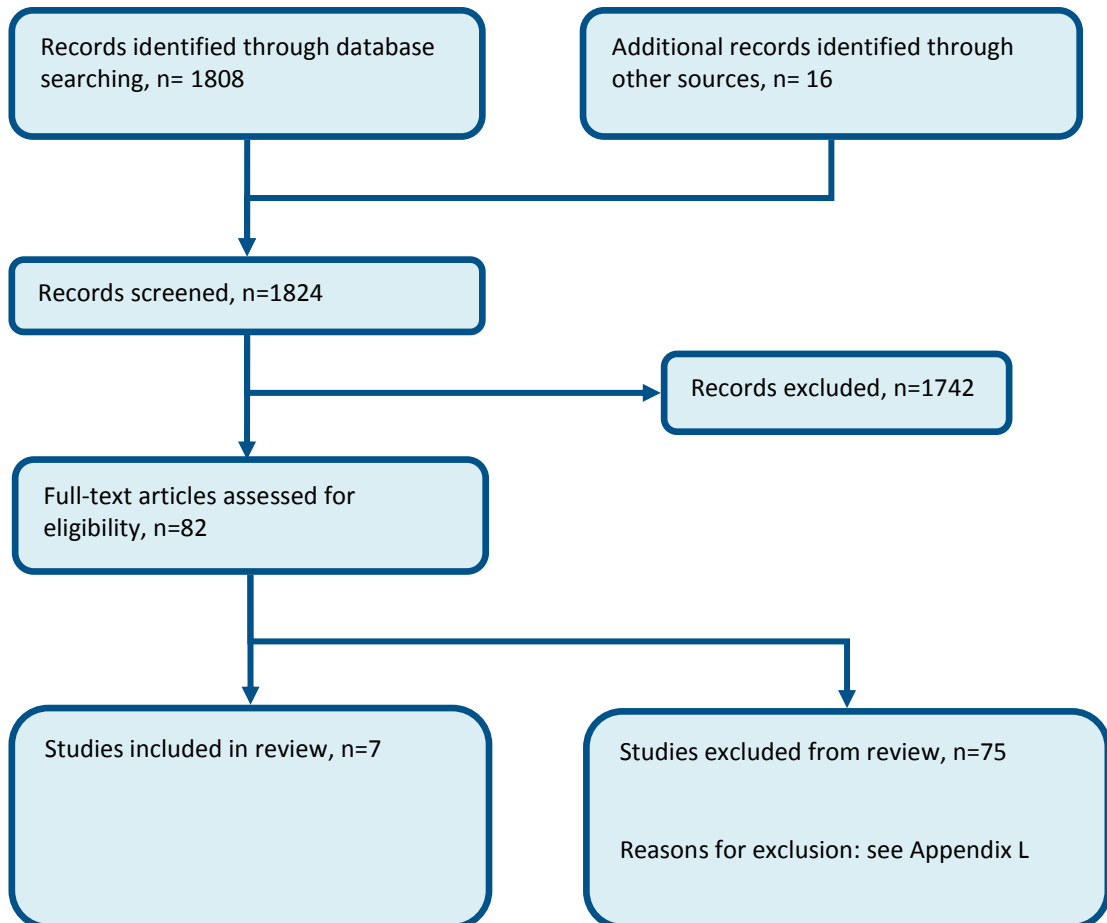 Records identified through database
searching, n= 1808
Additional records identified through
other sources, n= 16
Records screened, n=1824
Records excluded, n=1742
Full-text articles assessed for
eligibility, n=82
Studies included in review, n=7
Studies excluded from review, n=75
Reasons for exclusion: see Appendix L